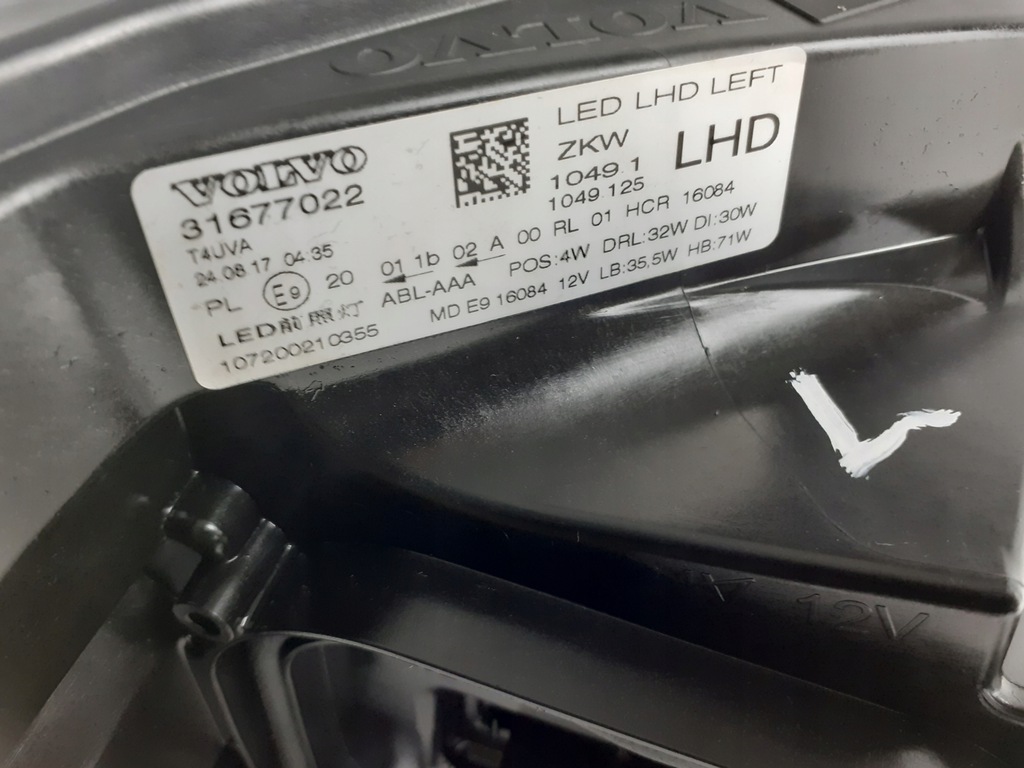 VOLVO
VOLVO
31677022
T4UVA
24.08.17 04:35
PL E9 20 01 1b 02 A 00 RL 01 HCR 16084
ABL-AAA POS:4W DRL:32W DI:30W
LED前照灯 MD E9 16084 12V LB:35,5W HB:71W
107200210355
LED LHD LEFT
ZKW
1049.1
1049.125
LHD
L
12V